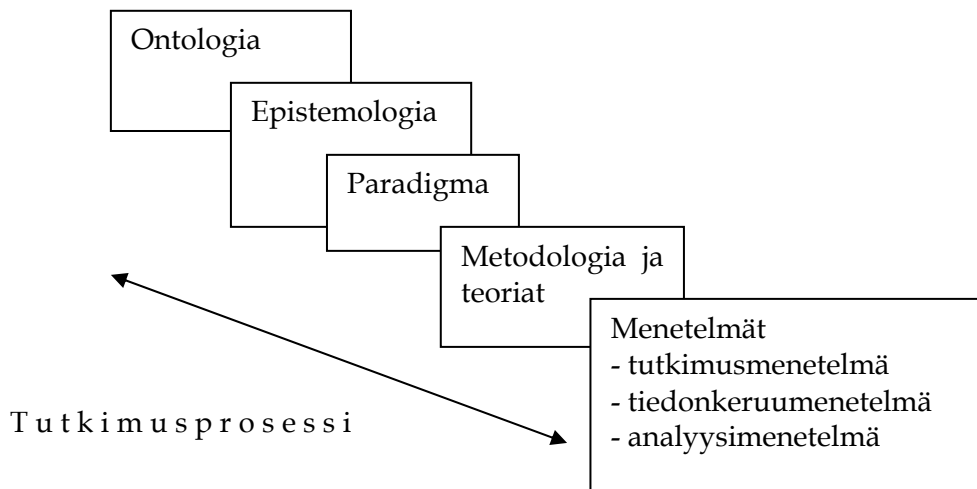 Ontologia
Epistemologia
Paradigma
Metodologia ja
teoriat
Menetelmät
- tutkimusmenetelmä
- tiedonkeruumenetelmä
- analyysimenetelmä
T u t k i m u s p r o s e s s i